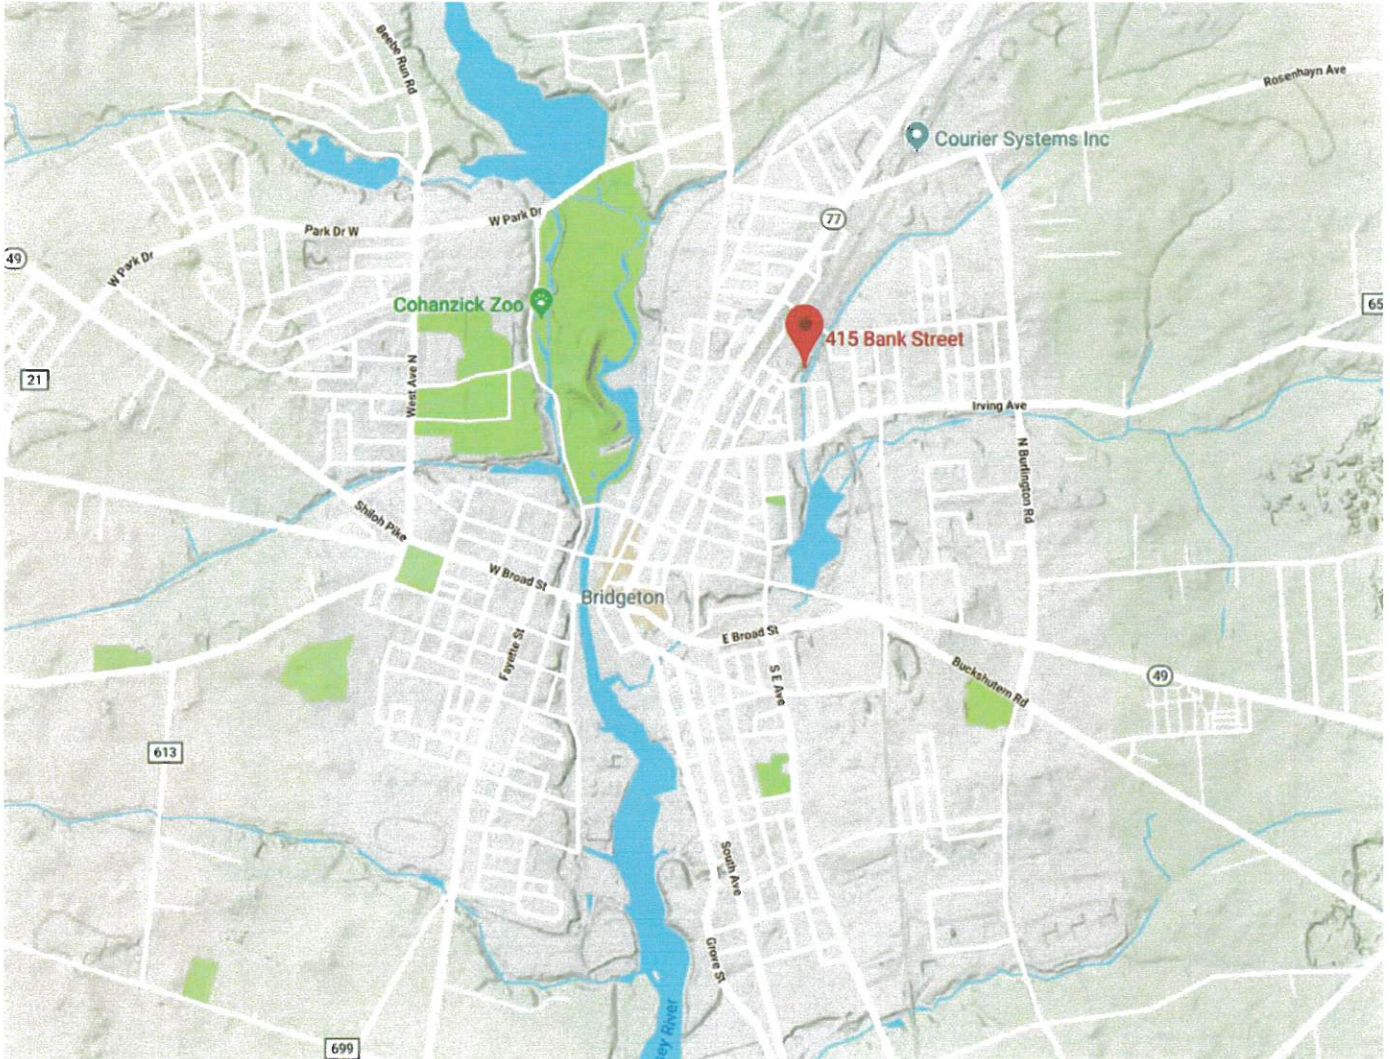 Beebe Run Rd
Rosenhayn Ave
Courier Systems Inc
W Park Dr
77
Park Dr W
49
W Park Dr
Cohanzick Zoo
65
415 Bank Street
21
West Ave N
Irving Ave
N Burlington Rd
Shiloh Pike
W Broad St
Bridgeton
E Broad St
Fayette St
S E Ave
Buckshutem Rd
49
613
South Ave
Grove St
ey River
699